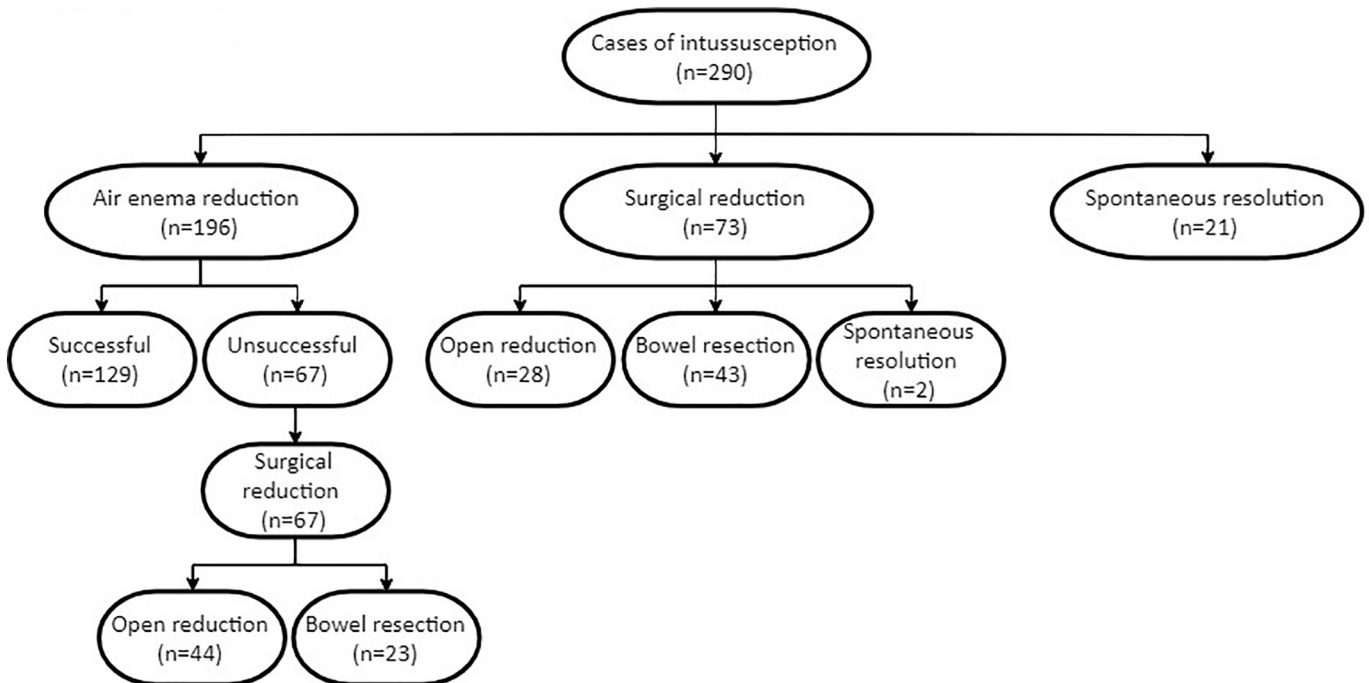 Cases of intussusception
(n=290)
Air enema reduction
(n=196)
Surgical reduction
(n=73)
Spontaneous resolution
(n=21)
Successful
(n=129)
Unsuccessful
(n=67)
Open reduction
(n=28)
Bowel resection
(n=43)
Spontaneous
resolution
(n=2)
Surgical
reduction
(n=67)
Open reduction
(n=44)
Bowel resection
(n=23)